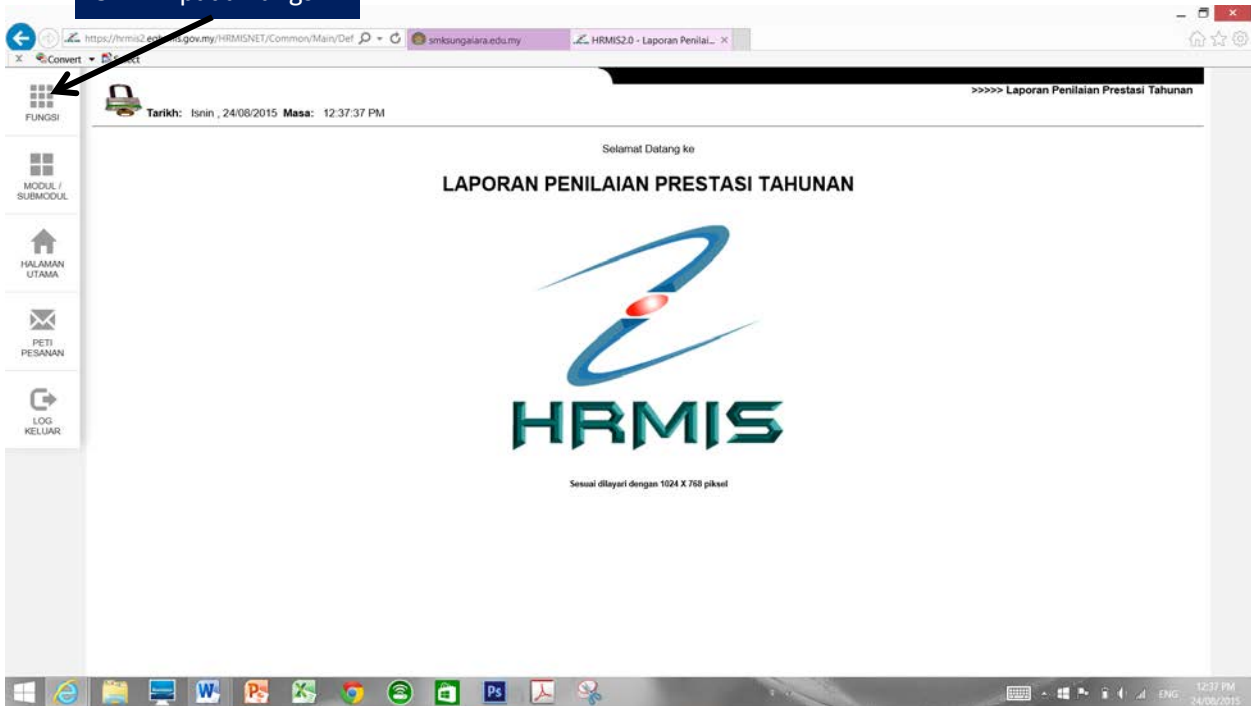 pada
https://hrmis2.eghrmis.gov.my/HRMISNET/Common/Main/Def
smksungaiara.edu.my
HRMIS2.0 - Laporan Penilai...
X Convert Select
FUNGSI
>>>>> Laporan Penilaian Prestasi Tahunan
Tarikh: Isnin , 24/08/2015 Masa: 12:37:37 PM
Selamat Datang ke
LAPORAN PENILAIAN PRESTASI TAHUNAN
MODUL /
SUBMODUL
HALAMAN
UTAMA
PETI
PESANAN
LOG
KELUAR
HRMIS
Sesuai dilayari dengan 1024 X 768 piksel
Ps
ENG
12:37 PM
24/08/2015